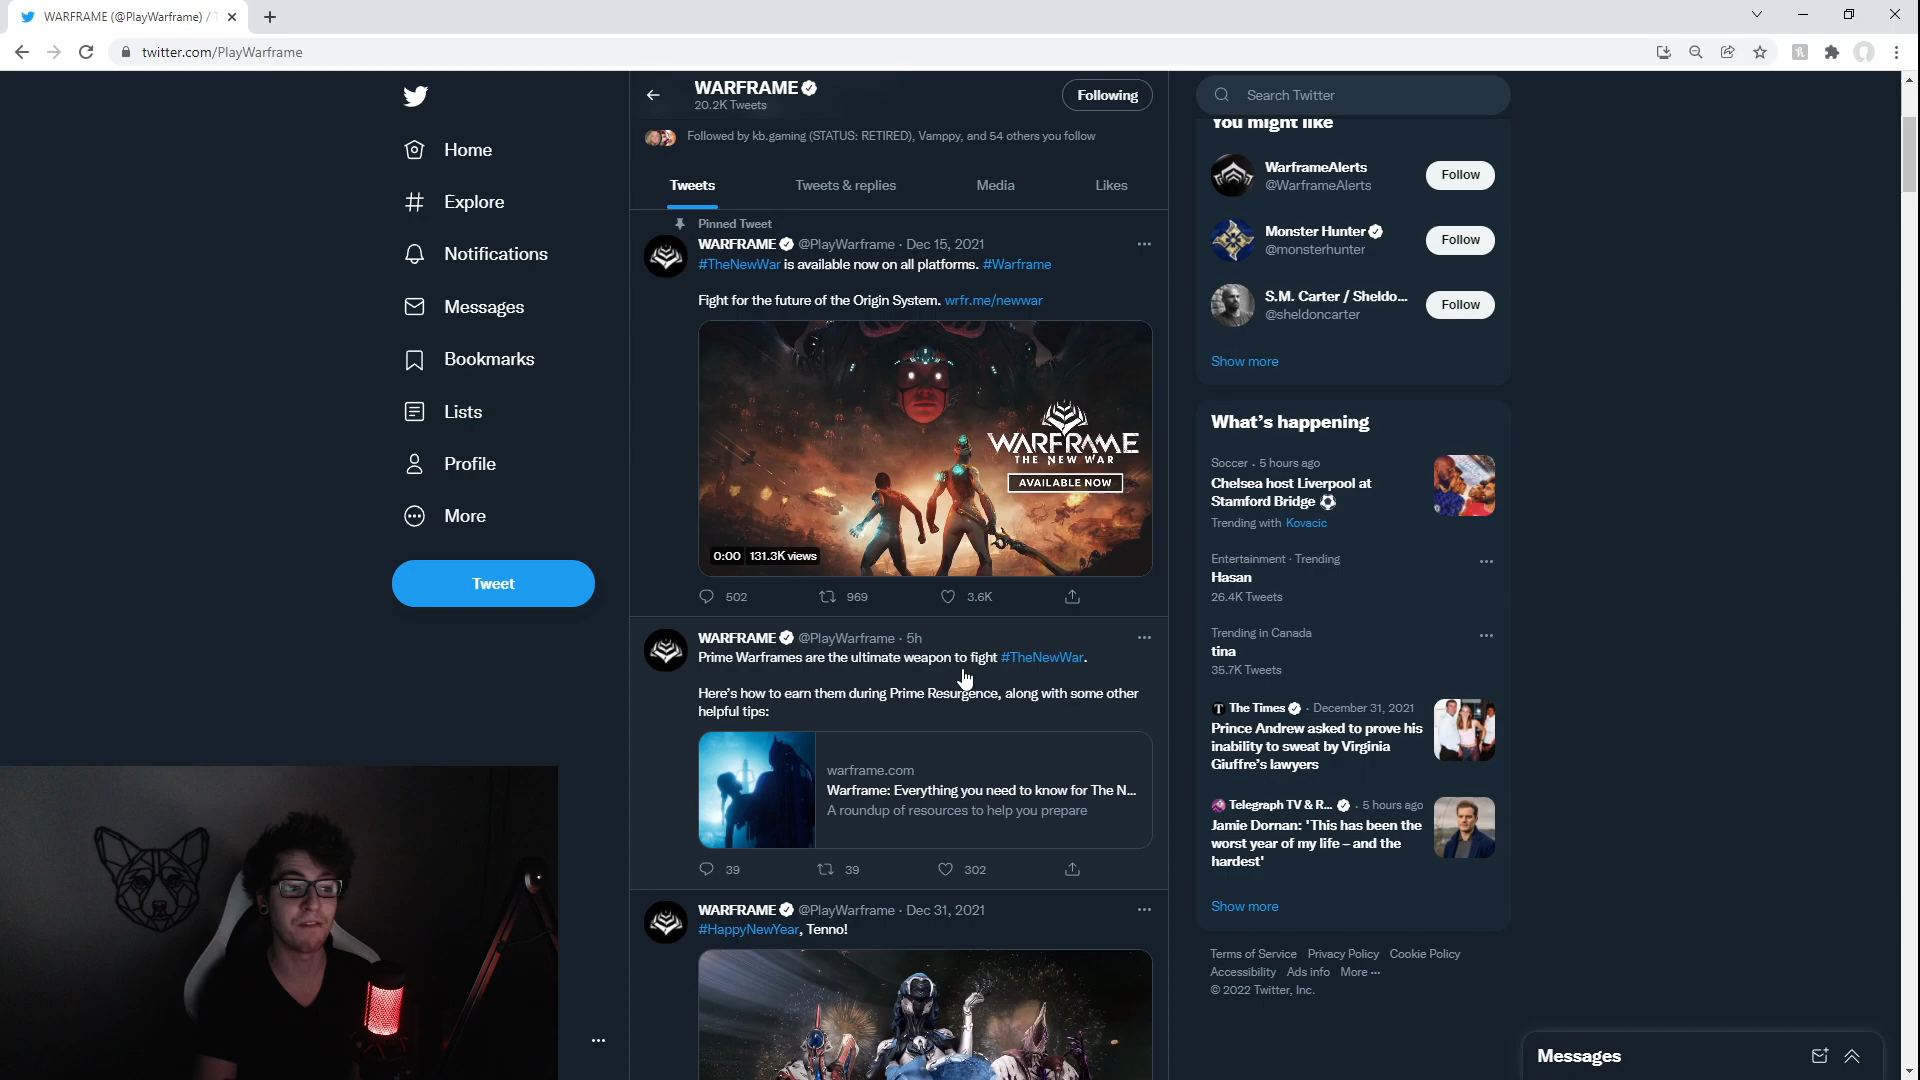 WARFRAME (@PlayWarframe) / T
twitter.com/PlayWarframe
Home
Explore
Notifications
Messages
Bookmarks
Lists
Profile
More
Tweet
WARFRAME
20.2K Tweets
Following
Followed by kb.gaming (STATUS: RETIRED), Vamppy, and 54 others you follow
Tweets
Tweets & replies
Media
Likes
Pinned Tweet
WARFRAME @PlayWarframe · Dec 15, 2021
#TheNewWar is available now on all platforms. #Warframe
Fight for the future of the Origin System. wrfr.me/newwar
WARFRAME
THE NEW WAR
AVAILABLE NOW
0:00 131.3K views
502
969
3.6K
WARFRAME @PlayWarframe · 5h
Prime Warframes are the ultimate weapon to fight #TheNewWar.
Here's how to earn them during Prime Resurgence, along with some other
helpful tips:
warframe.com
Warframe: Everything you need to know for The N...
A roundup of resources to help you prepare
39
39
302
WARFRAME @PlayWarframe · Dec 31, 2021
#HappyNewYear, Tenno!
Search Twitter
You might like
WarframeAlerts
@WarframeAlerts
Follow
Monster Hunter
@monsterhunter
Follow
S.M. Carter / Sheldo...
@sheldoncarter
Follow
Show more
What's happening
Soccer · 5 hours ago
Chelsea host Liverpool at
Stamford Bridge
Trending with Kovacic
Entertainment · Trending
Hasan
26.4K Tweets
Trending in Canada
tina
35.7K Tweets
T The Times · December 31, 2021
Prince Andrew asked to prove his
inability to sweat by Virginia
Giuffre's lawyers
Telegraph TV & R... · 5 hours ago
Jamie Dornan: 'This has been the
worst year of my life – and the
hardest'
Show more
Terms of Service Privacy Policy Cookie Policy
Accessibility Ads info More ...
© 2022 Twitter, Inc.
Messages